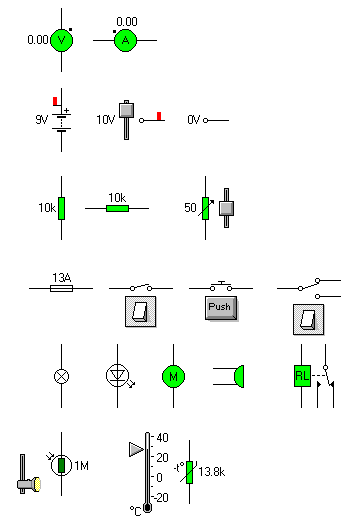 0.00
0.00 V A
9V + 10V 0V
10k 10k 50
13A
Push
M RL
40
20
1M -t° 13.8k
0
-20
°C